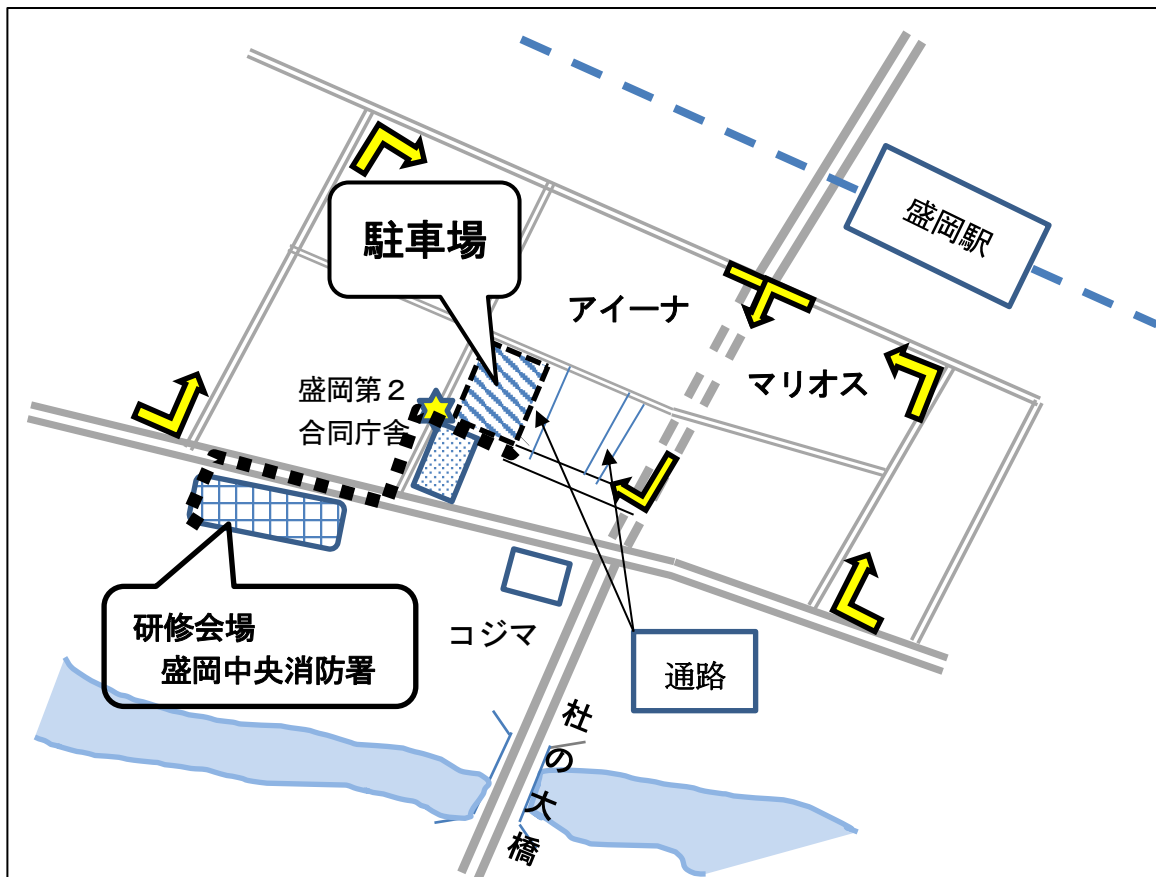 盛岡駅
駐車場
アイーナ
マリオス
盛岡第２
合同庁舎
研修会場
盛岡中央消防署
コジマ
通路
杜の大橋